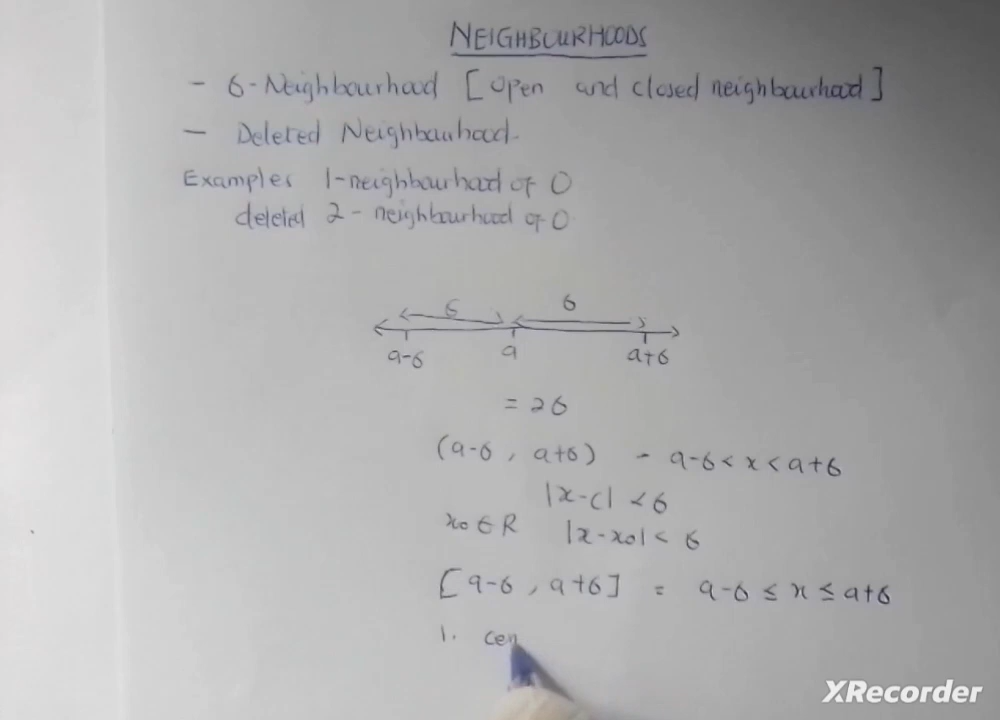 NEIGHBOURHOODS
- δ-Neighbourhood [open and closed neighbourhood]
- Deleted Neighbourhood.
Examples 1-neighbourhood of 0
deleted 2-neighbourhood of 0
δ δ
a-δ a a+δ
= 2δ
(a-δ, a+δ) - a-δ < x < a+δ
|x-c| < δ
x₀ ∈ R |x-x₀| < δ
[a-δ, a+δ] = a-δ ≤ x ≤ a+δ
1. cen
XRecorder